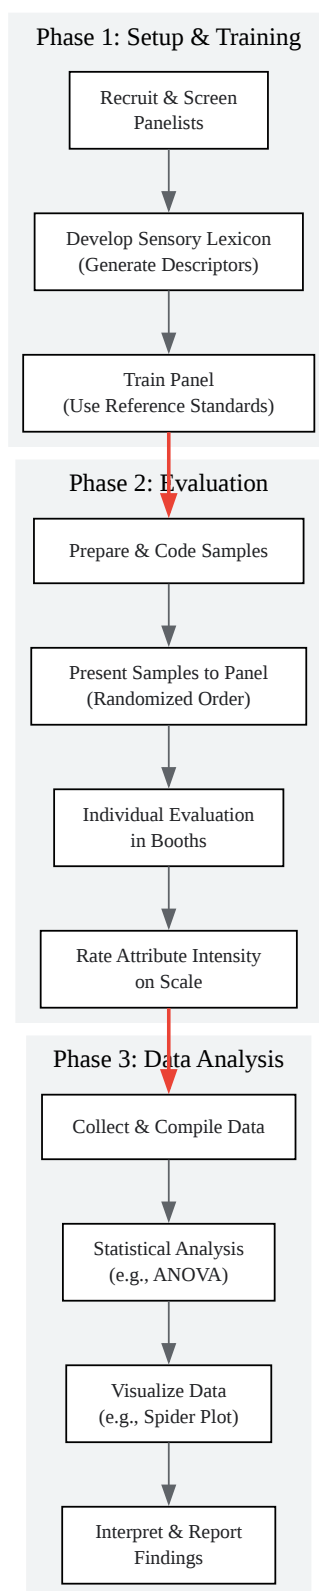 Phase 1: Setup & Training
Recruit & Screen
Panelists
Develop Sensory Lexicon
(Generate Descriptors)
Train Panel
(Use Reference Standards)
Phase 2: Evaluation
Prepare & Code Samples
Present Samples to Panel
(Randomized Order)
Individual Evaluation
in Booths
Rate Attribute Intensity
on Scale
Phase 3: Data Analysis
Collect & Compile Data
Statistical Analysis
(e.g., ANOVA)
Visualize Data
(e.g., Spider Plot)
Interpret & Report
Findings